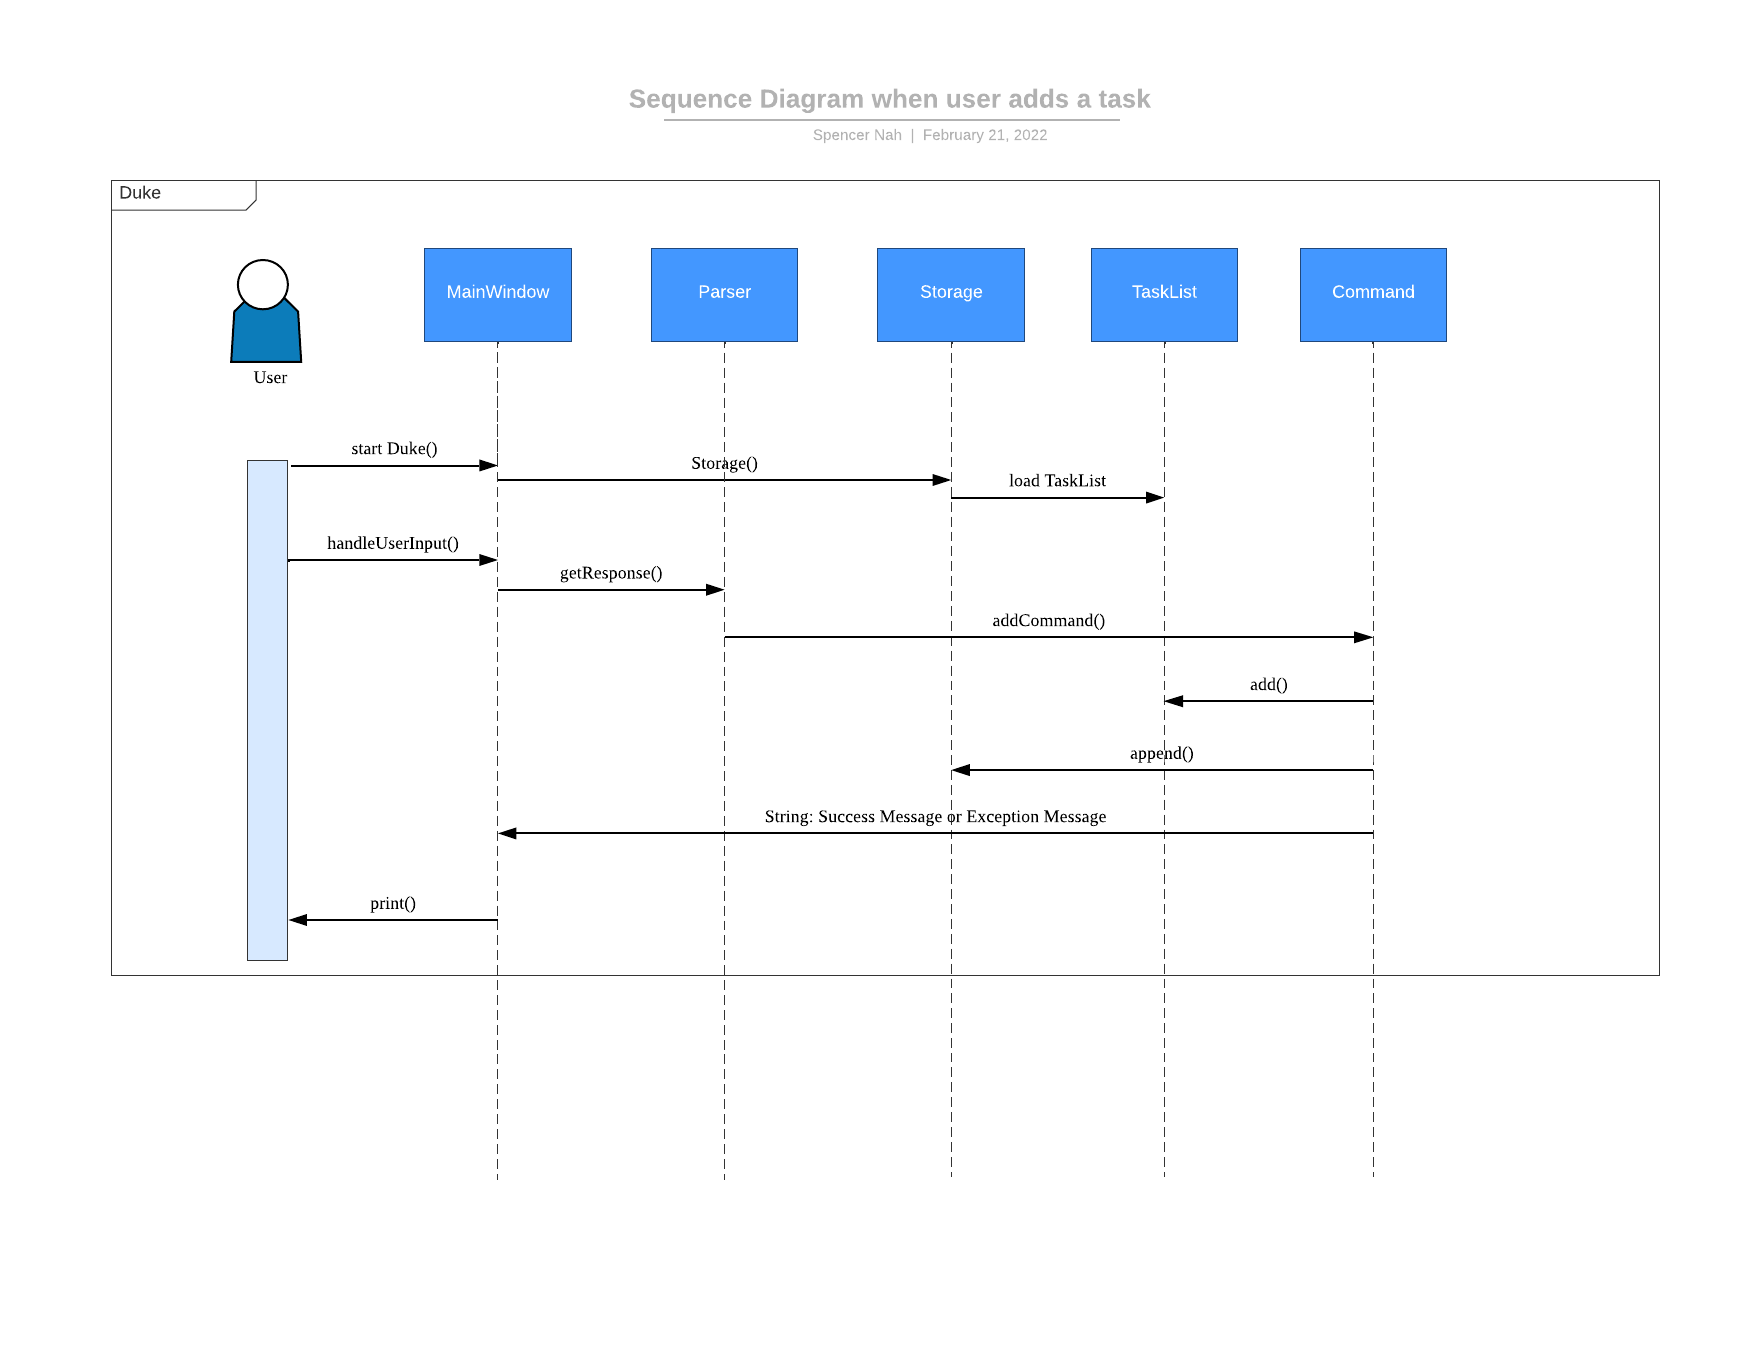 Sequence Diagram when user adds a task
Spencer Nah | February 21, 2022
Duke
MainWindow
Parser
Storage
TaskList
Command
User
start Duke()
Storage()
load TaskList
handleUserInput()
getResponse()
addCommand()
add()
append()
String: Success Message or Exception Message
print()